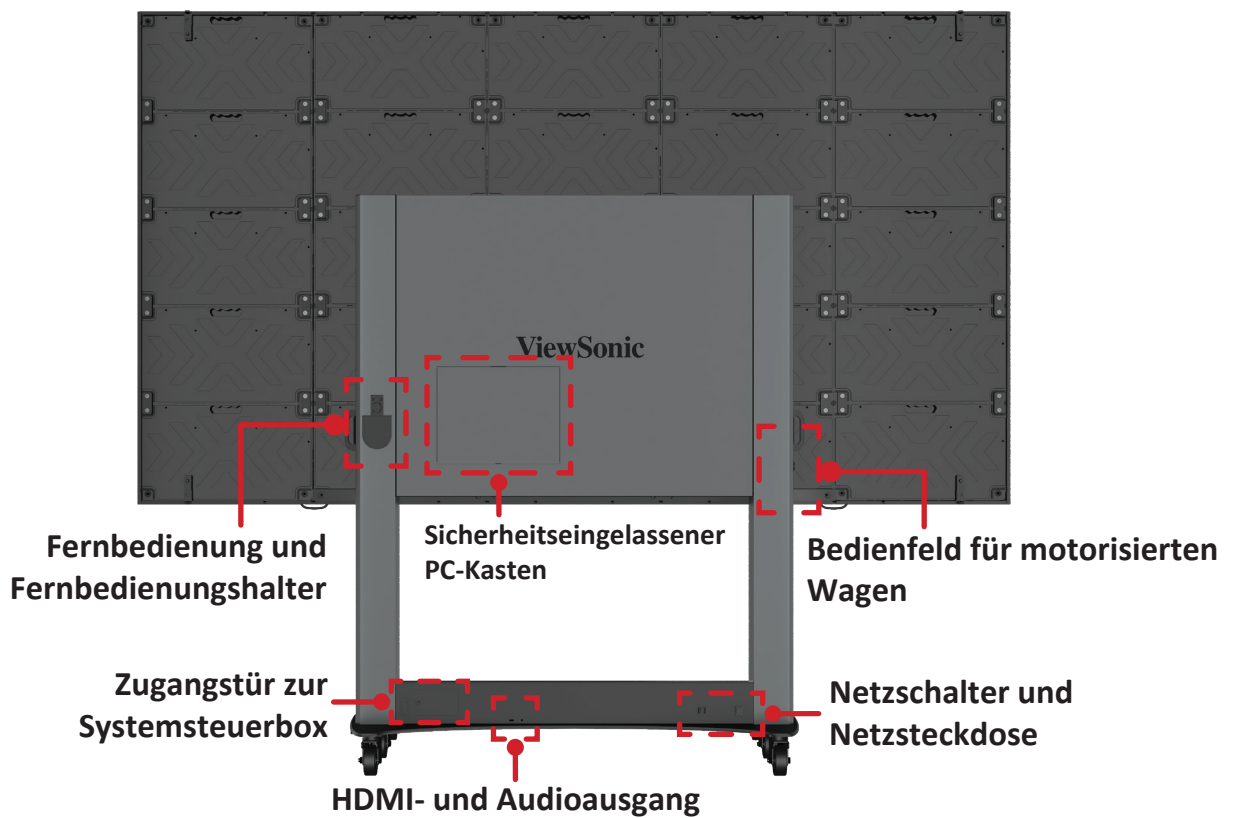 ViewSonic
Fernbedienung und
Fernbedienungshalter
Sicherheitseingelassener
PC-Kasten
Bedienfeld für motorisierten
Wagen
Zugangstür zur
Systemsteuerbox
Netzschalter und
Netzsteckdose
HDMI- und Audioausgang